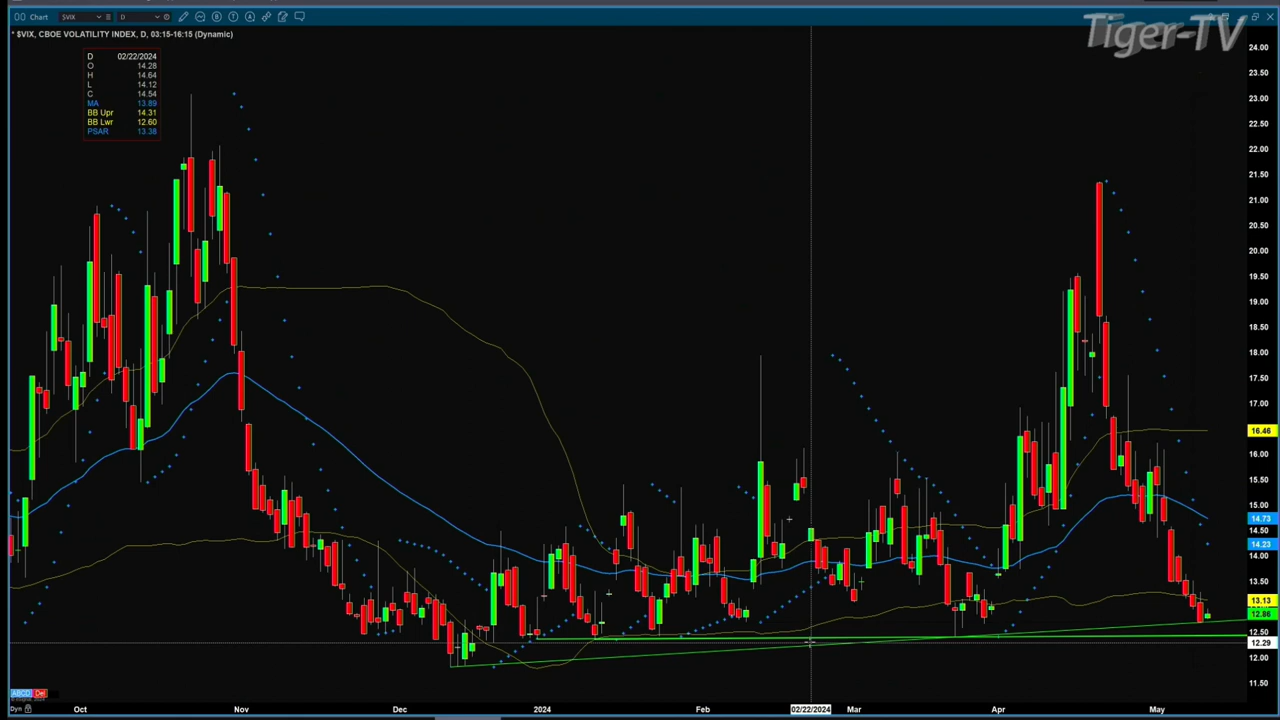 Chart $VIX D
Tiger-TV
* $VIX, CBOE VOLATILITY INDEX, D, 03:15-16:15 (Dynamic)
D 02/22/2024
O 14.28
H 14.64
L 14.12
C 14.54
MA 13.89
BB Upr 14.31
BB Lwr 12.60
PSAR 13.38
24.00
23.50
23.00
22.50
22.00
21.50
21.00
20.50
20.00
19.50
19.00
18.50
18.00
17.50
17.00
16.46
16.00
15.50
15.00
14.73
14.50
14.23
14.00
13.50
13.13
12.86
12.50
12.29
12.00
11.50
ABCD Del
Dyn Oct Nov Dec 2024 Feb 02/22/2024 Mar Apr May